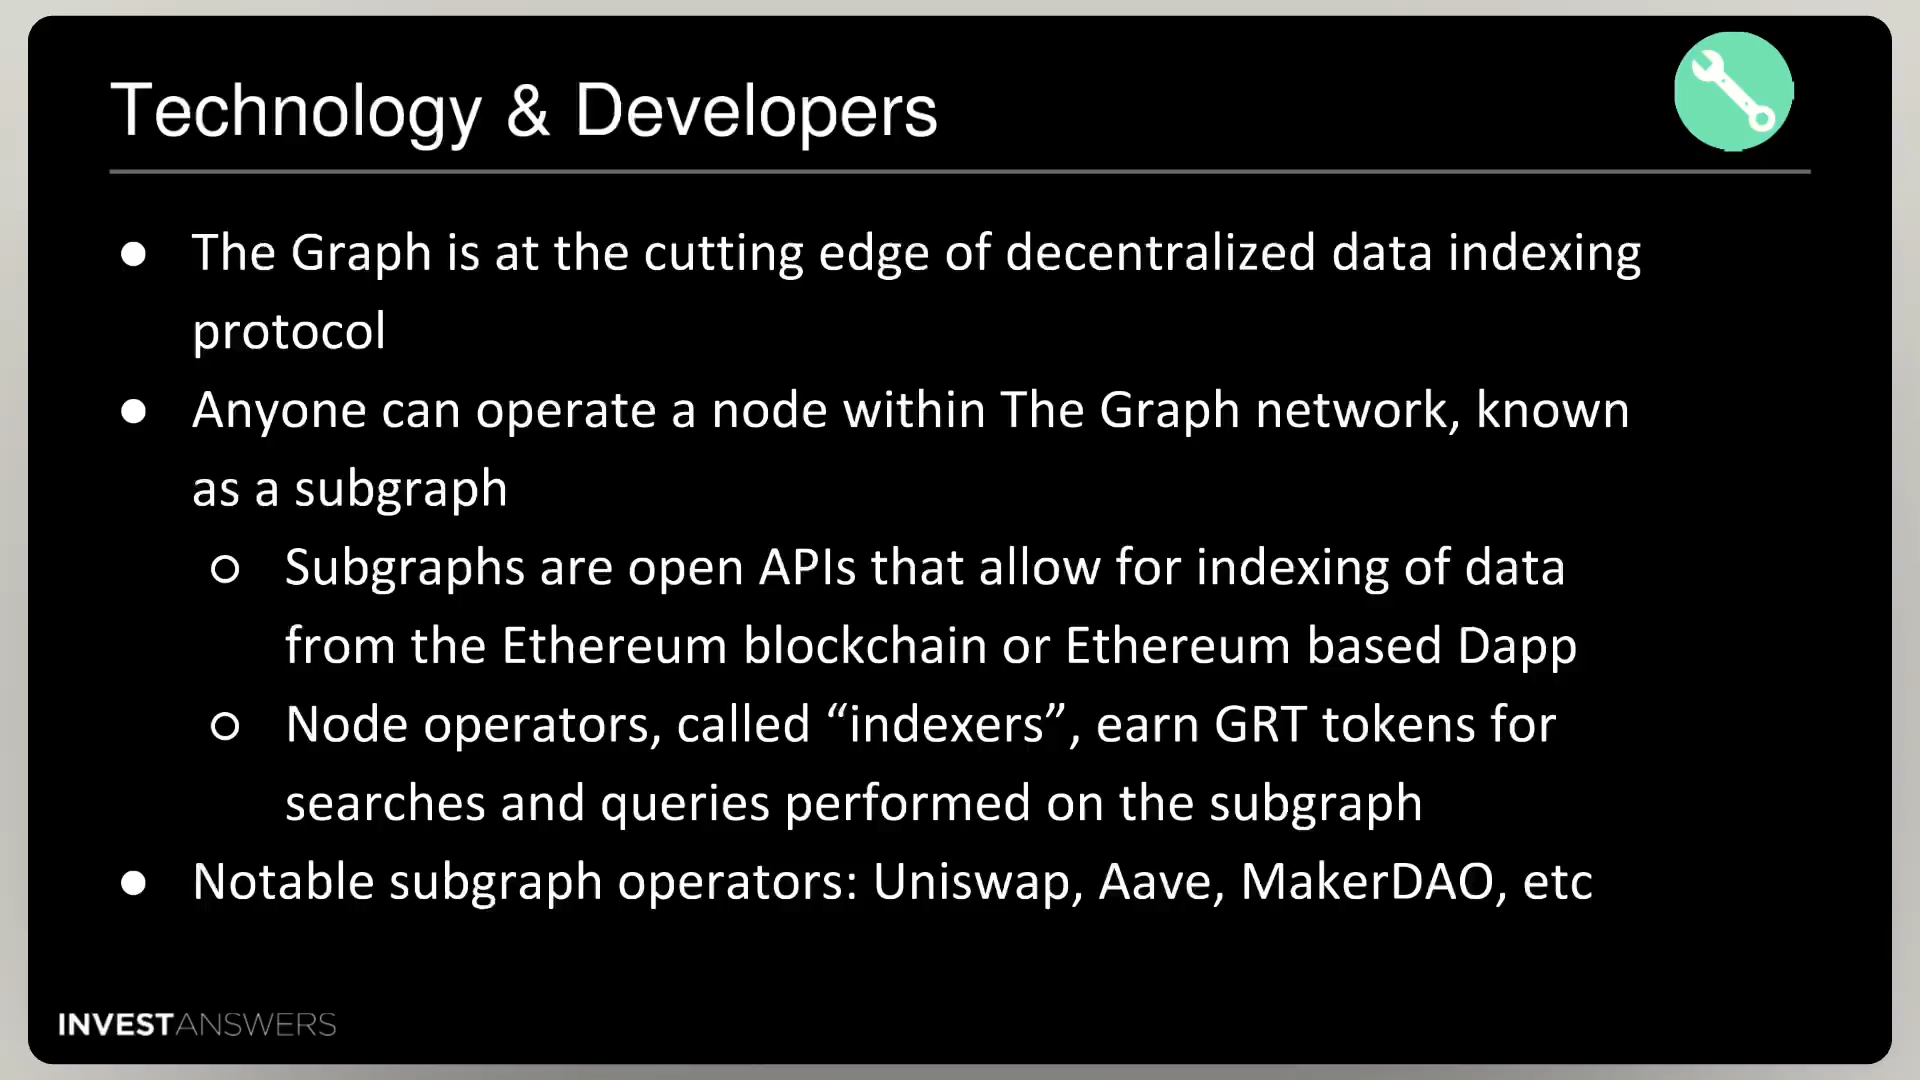 Technology & Developers
● The Graph is at the cutting edge of decentralized data indexing
protocol
● Anyone can operate a node within The Graph network, known
as a subgraph
○ Subgraphs are open APIs that allow for indexing of data
from the Ethereum blockchain or Ethereum based Dapp
○ Node operators, called “indexers”, earn GRT tokens for
searches and queries performed on the subgraph
● Notable subgraph operators: Uniswap, Aave, MakerDAO, etc
INVESTANSWERS